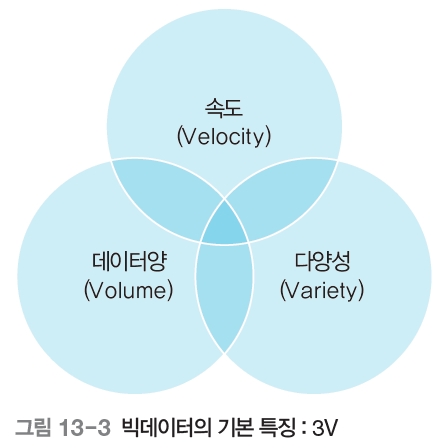 속도
(Velocity)
데이터양
(Volume)
다양성
(Variety)
그림 13-3 빅데이터의 기본 특징 : 3V